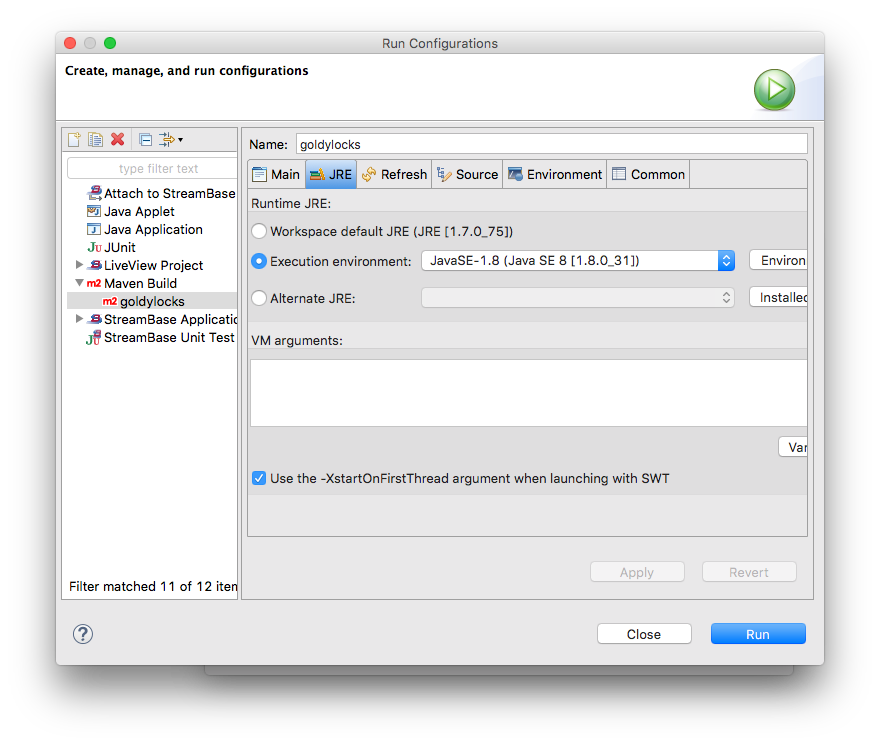 Run Configurations
Create, manage, and run configurations
type filter text
Attach to StreamBase
Java Applet
Java Application
Ju JUnit
LiveView Project
m2 Maven Build
m2 goldylocks
StreamBase Applicatio
StreamBase Unit Test
Filter matched 11 of 12 item
Name: goldylocks
Main JRE Refresh Source Environment Common
Runtime JRE:
Workspace default JRE (JRE [1.7.0_75])
Execution environment: JavaSE-1.8 (Java SE 8 [1.8.0_31]) Environ
Alternate JRE: Installed
VM arguments:
Var
Use the -XstartOnFirstThread argument when launching with SWT
Apply Revert
? Close Run